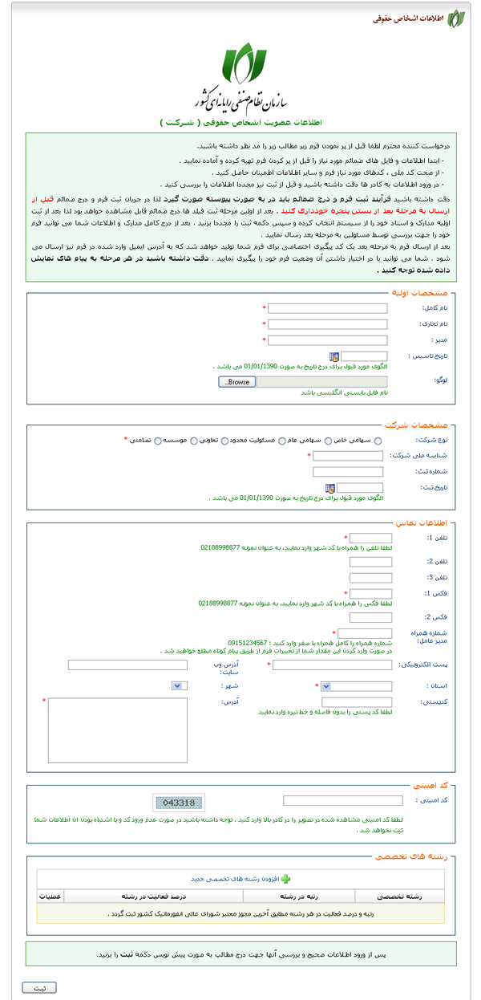 اطلاعات اشخاص حقوقی
سازمان نظام صنفی رایانه‌ای کشور
اطلاعات عضویت اشخاص حقوقی ( شرکت )
درخواست کننده محترم لطفا قبل از پر نمودن فرم زیر مطالب زیر را مد نظر داشته باشید.
- ابتدا اطلاعات و فایل های ضمائم مورد نیاز را قبل از پر کردن فرم تهیه کرده و آماده نمایید .
- از صحت کد ملی ، کدهای مورد نیاز فرم و سایر اطلاعات اطمینان حاصل کنید .
- در ورود اطلاعات به کادر ها دقت داشته باشید و قبل از ثبت نیز مجددا اطلاعات را بررسی کنید .
دقت داشته باشید فرآیند ثبت فرم و درج ضمائم باید در به صورت پیوسته صورت گیرد لذا در جریان ثبت فرم و درج ضمائم قبل از
ارسال به مرحله بعد از بستن پنجره خودداری کنید . بعد از اولین مرحله ثبت فیلد ها درج ضمائم قابل مشاهده خواهد بود لذا بعد از ثبت
اولیه مدارک و اسناد خود را از سیستم انتخاب کرده و سپس دکمه ثبت را مجددا بزنید . بعد از درج کامل مدارک و اطلاعات شما می توانید فرم
خود را جهت بررسی توسط مسئولین به مرحله بعد رسال نمایید .
بعد از ارسال فرم به مرحله بعد یک کد پیگیری اختصاصی برای فرم شما تولید خواهد شد که به آدرس ایمیل وارد شده در فرم نیز ارسال می
شود . شما می توانید با در اختیار داشتن آن وضعیت فرم خود را پیگیری نمایید . دقت داشته باشید در هر مرحله به پیام های نمایش
داده شده توجه کنید .
مشخصات اولیه
نام کامل: *
نام تجاری: *
مدیر : *
تاریخ تاسیس :
الگوی مورد قبول برای درج تاریخ به صورت 01/01/1390 می باشد .
لوگو: Browse..
نام فایل بایستی انگلیسی باشد
مشخصات شرکت
نوع شرکت: سهامی خاص سهامی عام مسئولیت محدود تعاونی موسسه تضامنی *
شناسه ملی شرکت: *
شماره ثبت:
تاریخ ثبت:
الگوی مورد قبول برای درج تاریخ به صورت 01/01/1390 می باشد .
اطلاعات تماس
تلفن 1: *
لطفا تلفن را همراه با کد شهر وارد نمایید، به عنوان نمونه 02188998877
تلفن 2:
تلفن 3:
فکس 1: *
لطفا فکس را همراه با کد شهر وارد نمایید، به عنوان نمونه 02188998877
فکس 2:
شماره همراه *
مدیر عامل:
شماره همراه را کامل همراه با صفر وارد کنید : 09151234567
در صورت وارد کردن این مقدار شما از تغییرات فرم از طریق پیام کوتاه مطلع خواهید شد .
پست الکترونیکی: * آدرس وب
سایت:
استان : * شهر :
کدپستی: آدرس: *
لطفا کد پستی را بدون فاصله و خط تیره وارد نمایید
کد امنیتی
کد امنیتی : 043318
لطفا کد امنیتی مشاهده شده در تصویر را در کادر بالا وارد کنید . توجه داشته باشید در صورت عدم ورود کد و یا اشتباه بودن ان اطلاعات شما
ثبت نخواهد شد .
رشته های تخصصی
افزودن رشته های تخصصی جدید
رشته تخصصی رتبه در رشته درصد فعالیت در رشته عملیات
رتبه و درصد فعالیت در هر رشته مطابق آخرین مجوز معتبر شورای عالی انفورماتیک کشور ثبت گردد .
پس از ورود اطلاعات صحیح و بررسی آنها جهت درج مطالب به صورت پیش نویس دکمه ثبت را بزنید.
ثبت